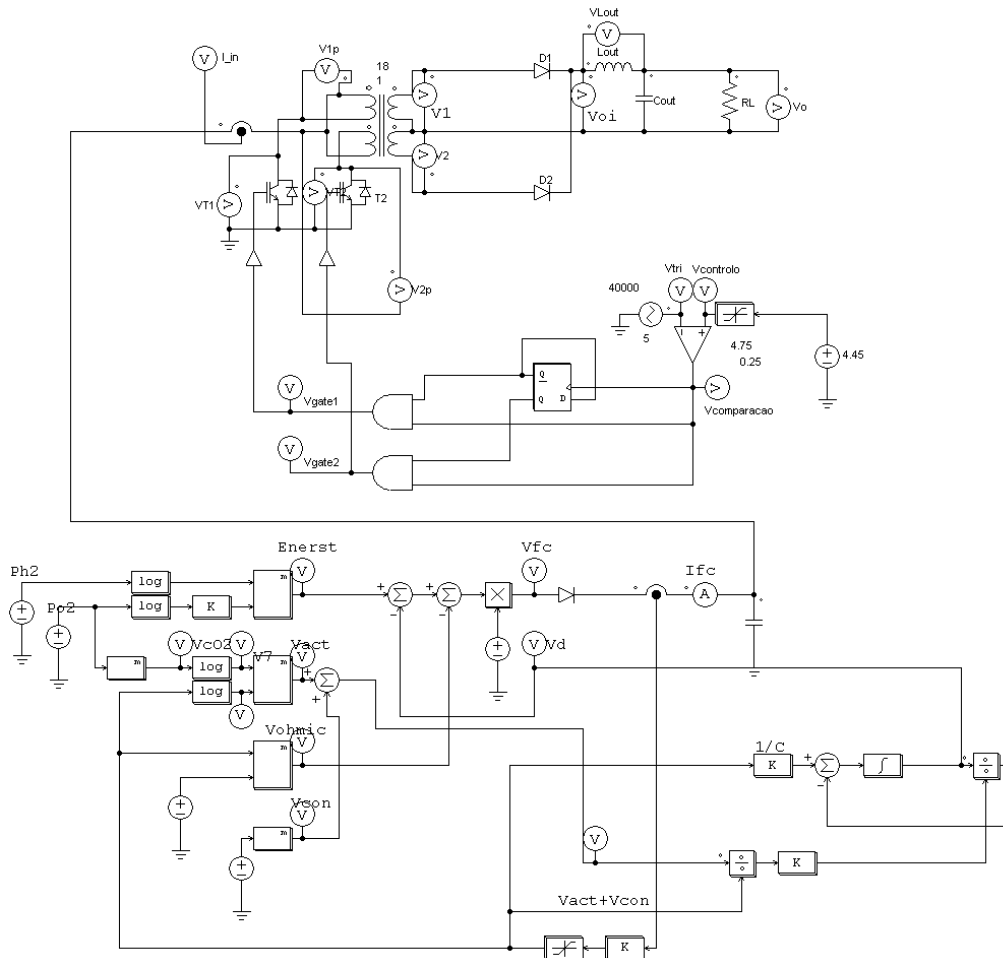 VLout
V
I_in
V
V1p
V
18
1
D1
Lout
V
V1
V
Voi
Cout
RL
V
Vo
V
V2
D2
VT1
V
V
T2
V
V2p
Vtri
Vcontrolo
40000
V
V
5
4.75
0.25
4.45
Q
Q
D
V
Vcomparacao
V
Vgate1
V
Vgate2
Enerst
Vfc
Ph2
log
m
V
V
Ifc
A
Po2
log
K
V
VcO2
V
V7
Vact
V
V
Vd
m
log
m
log
V
Vohmic
V
m
1/C
K
Vcon
V
m
V
K
Vact+Vcon
K